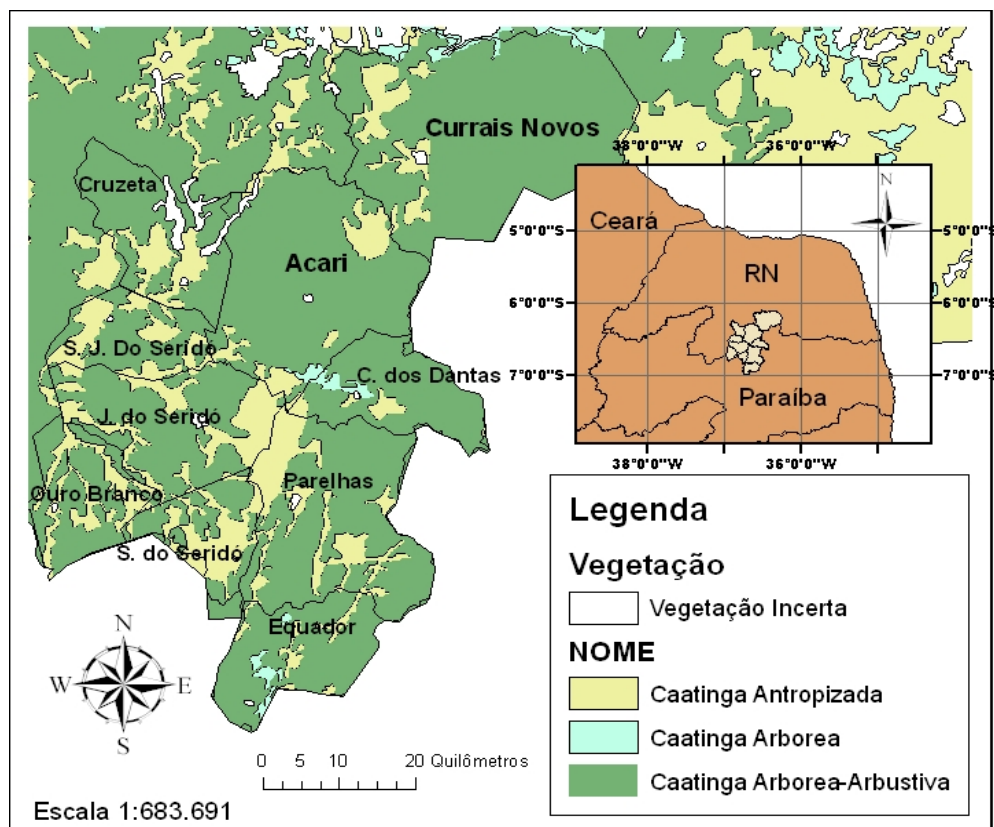 Currais Novos
Cruzeta
Acari
S. J. Do Seridó
C. dos Dantas
J. do Seridó
Parelhas
Ouro Branco
S. do Seridó
Equador
38°0'0"W 36°0'0"W
N
Ceará
5°0'0"S 5°0'0"S
RN
6°0'0"S 6°0'0"S
7°0'0"S 7°0'0"S
Paraíba
38°0'0"W 36°0'0"W
N
W E
S
0 5 10 20 Quilômetros
Escala 1:683.691
Legenda
Vegetação
Vegetação Incerta
NOME
Caatinga Antropizada
Caatinga Arborea
Caatinga Arborea-Arbustiva